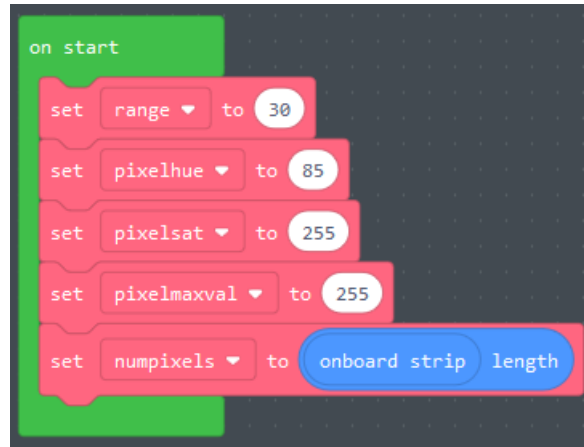 on start
set range to 30
set pixelhue to 85
set pixelsat to 255
set pixelmaxval to 255
set numpixels to onboard strip length